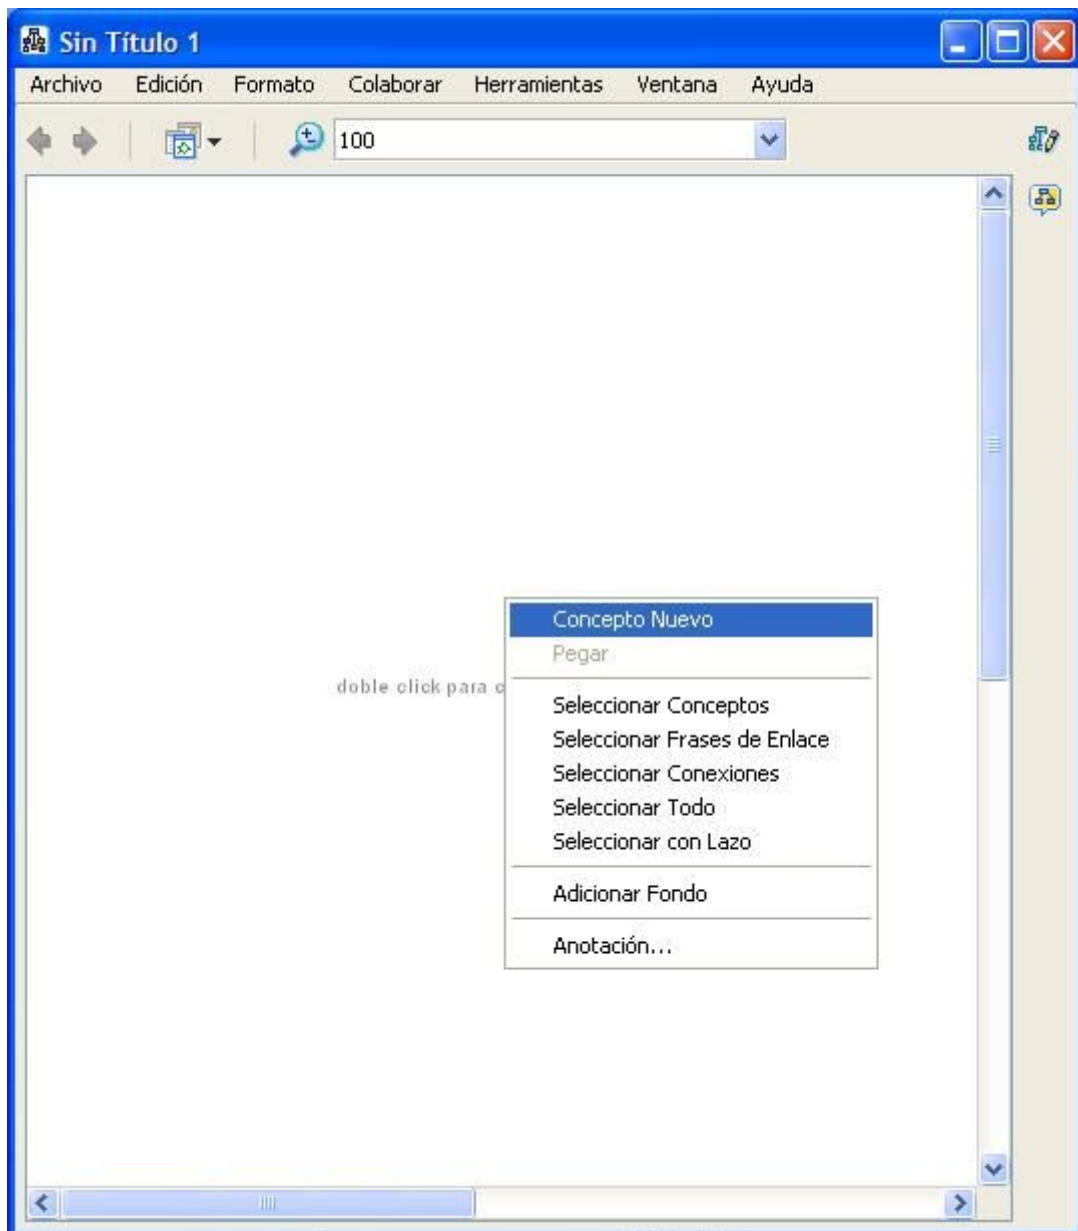 Sin Título 1
Archivo Edición Formato Colaborar Herramientas Ventana Ayuda
100
Concepto Nuevo
Pegar
doble click para
Seleccionar Conceptos
Seleccionar Frases de Enlace
Seleccionar Conexiones
Seleccionar Todo
Seleccionar con Lazo
Adicionar Fondo
Anotación...